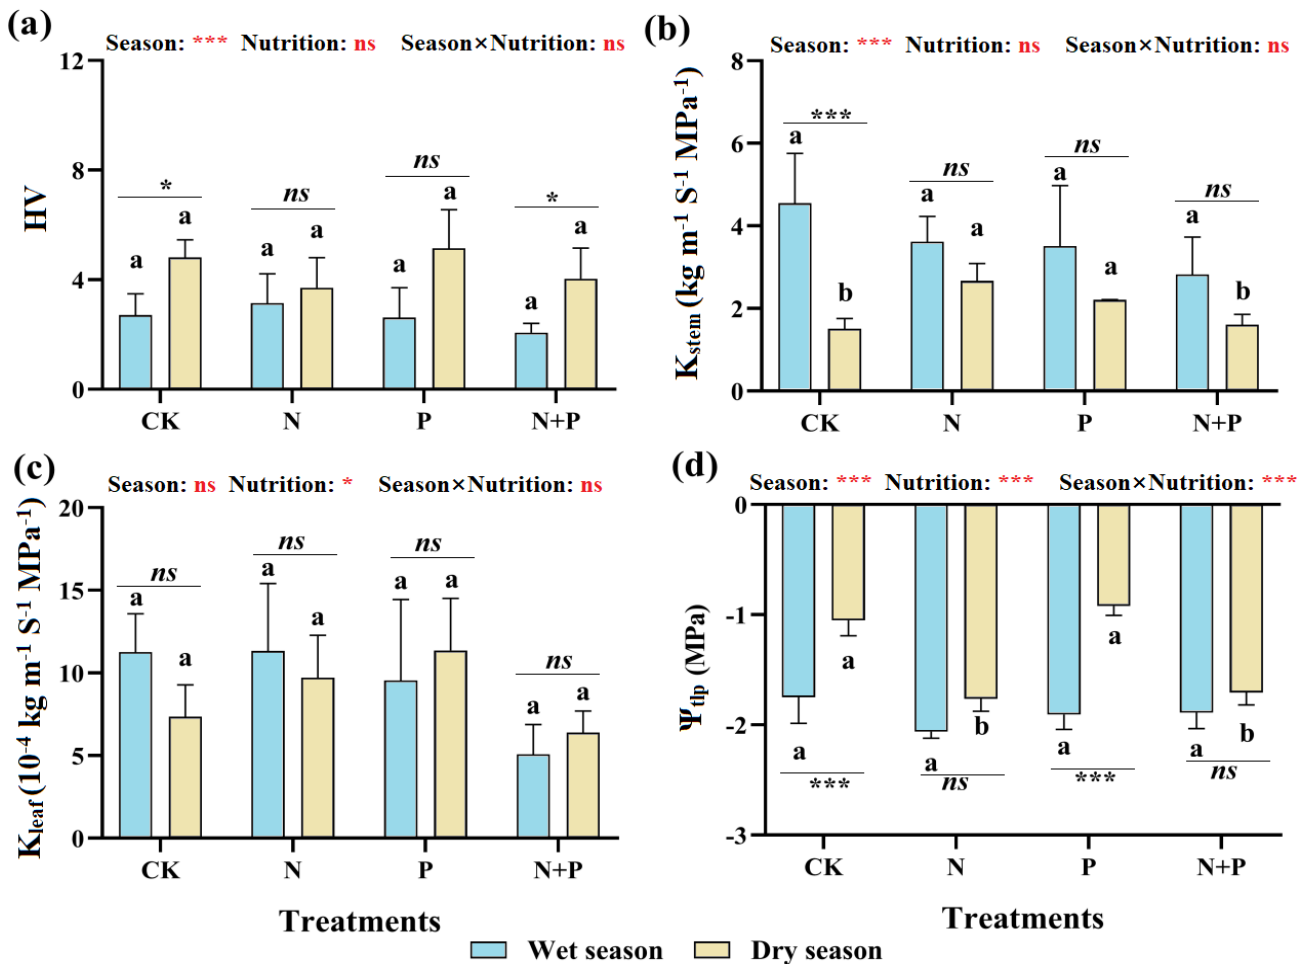 (a)
Season: *** Nutrition: ns Season×Nutrition: ns
12
8
4
0
HV
* ns ns *
a a a a a a a a
CK N P N+P
(b)
Season: *** Nutrition: ns Season×Nutrition: ns
8
6
4
2
0
Kstem (kg m-1 S-1 MPa-1)
*** ns ns ns
a b a a a a a b
CK N P N+P
(c)
Season: ns Nutrition: * Season×Nutrition: ns
20
15
10
5
0
Kleaf (10-4 kg m-1 S-1 MPa-1)
ns ns ns ns
a a a a a a a a
CK N P N+P
Treatments
(d)
Season: *** Nutrition: *** Season×Nutrition: ***
0
-1
-2
-3
Ψtlp (MPa)
a a a b a a a b
*** ns *** ns
CK N P N+P
Treatments
Wet season Dry season